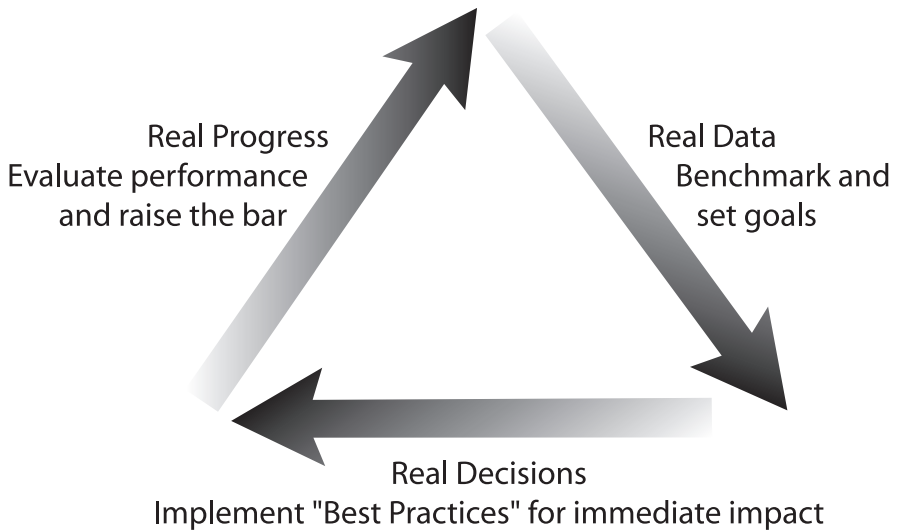 Real Progress
Evaluate performance
and raise the bar
Real Data
Benchmark and
set goals
Real Decisions
Implement "Best Practices" for immediate impact